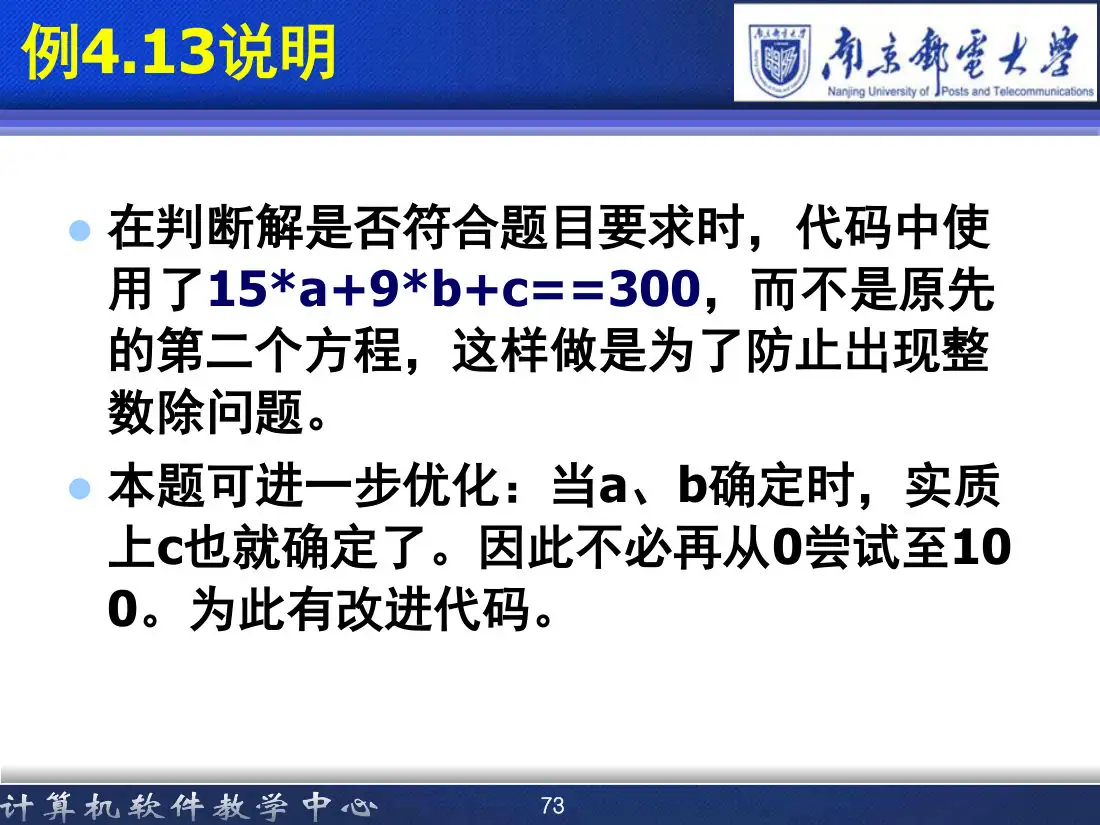 例4.13说明
南京邮电大学
Nanjing University of Posts and Telecommunications
在判断解是否符合题目要求时，代码中使
用了15*a+9*b+c==300，而不是原先
的第二个方程，这样做是为了防止出现整
数除问题。
本题可进一步优化：当a、b确定时，实质
上c也就确定了。因此不必再从0尝试至10
0。为此有改进代码。
计算机软件教学中心
73